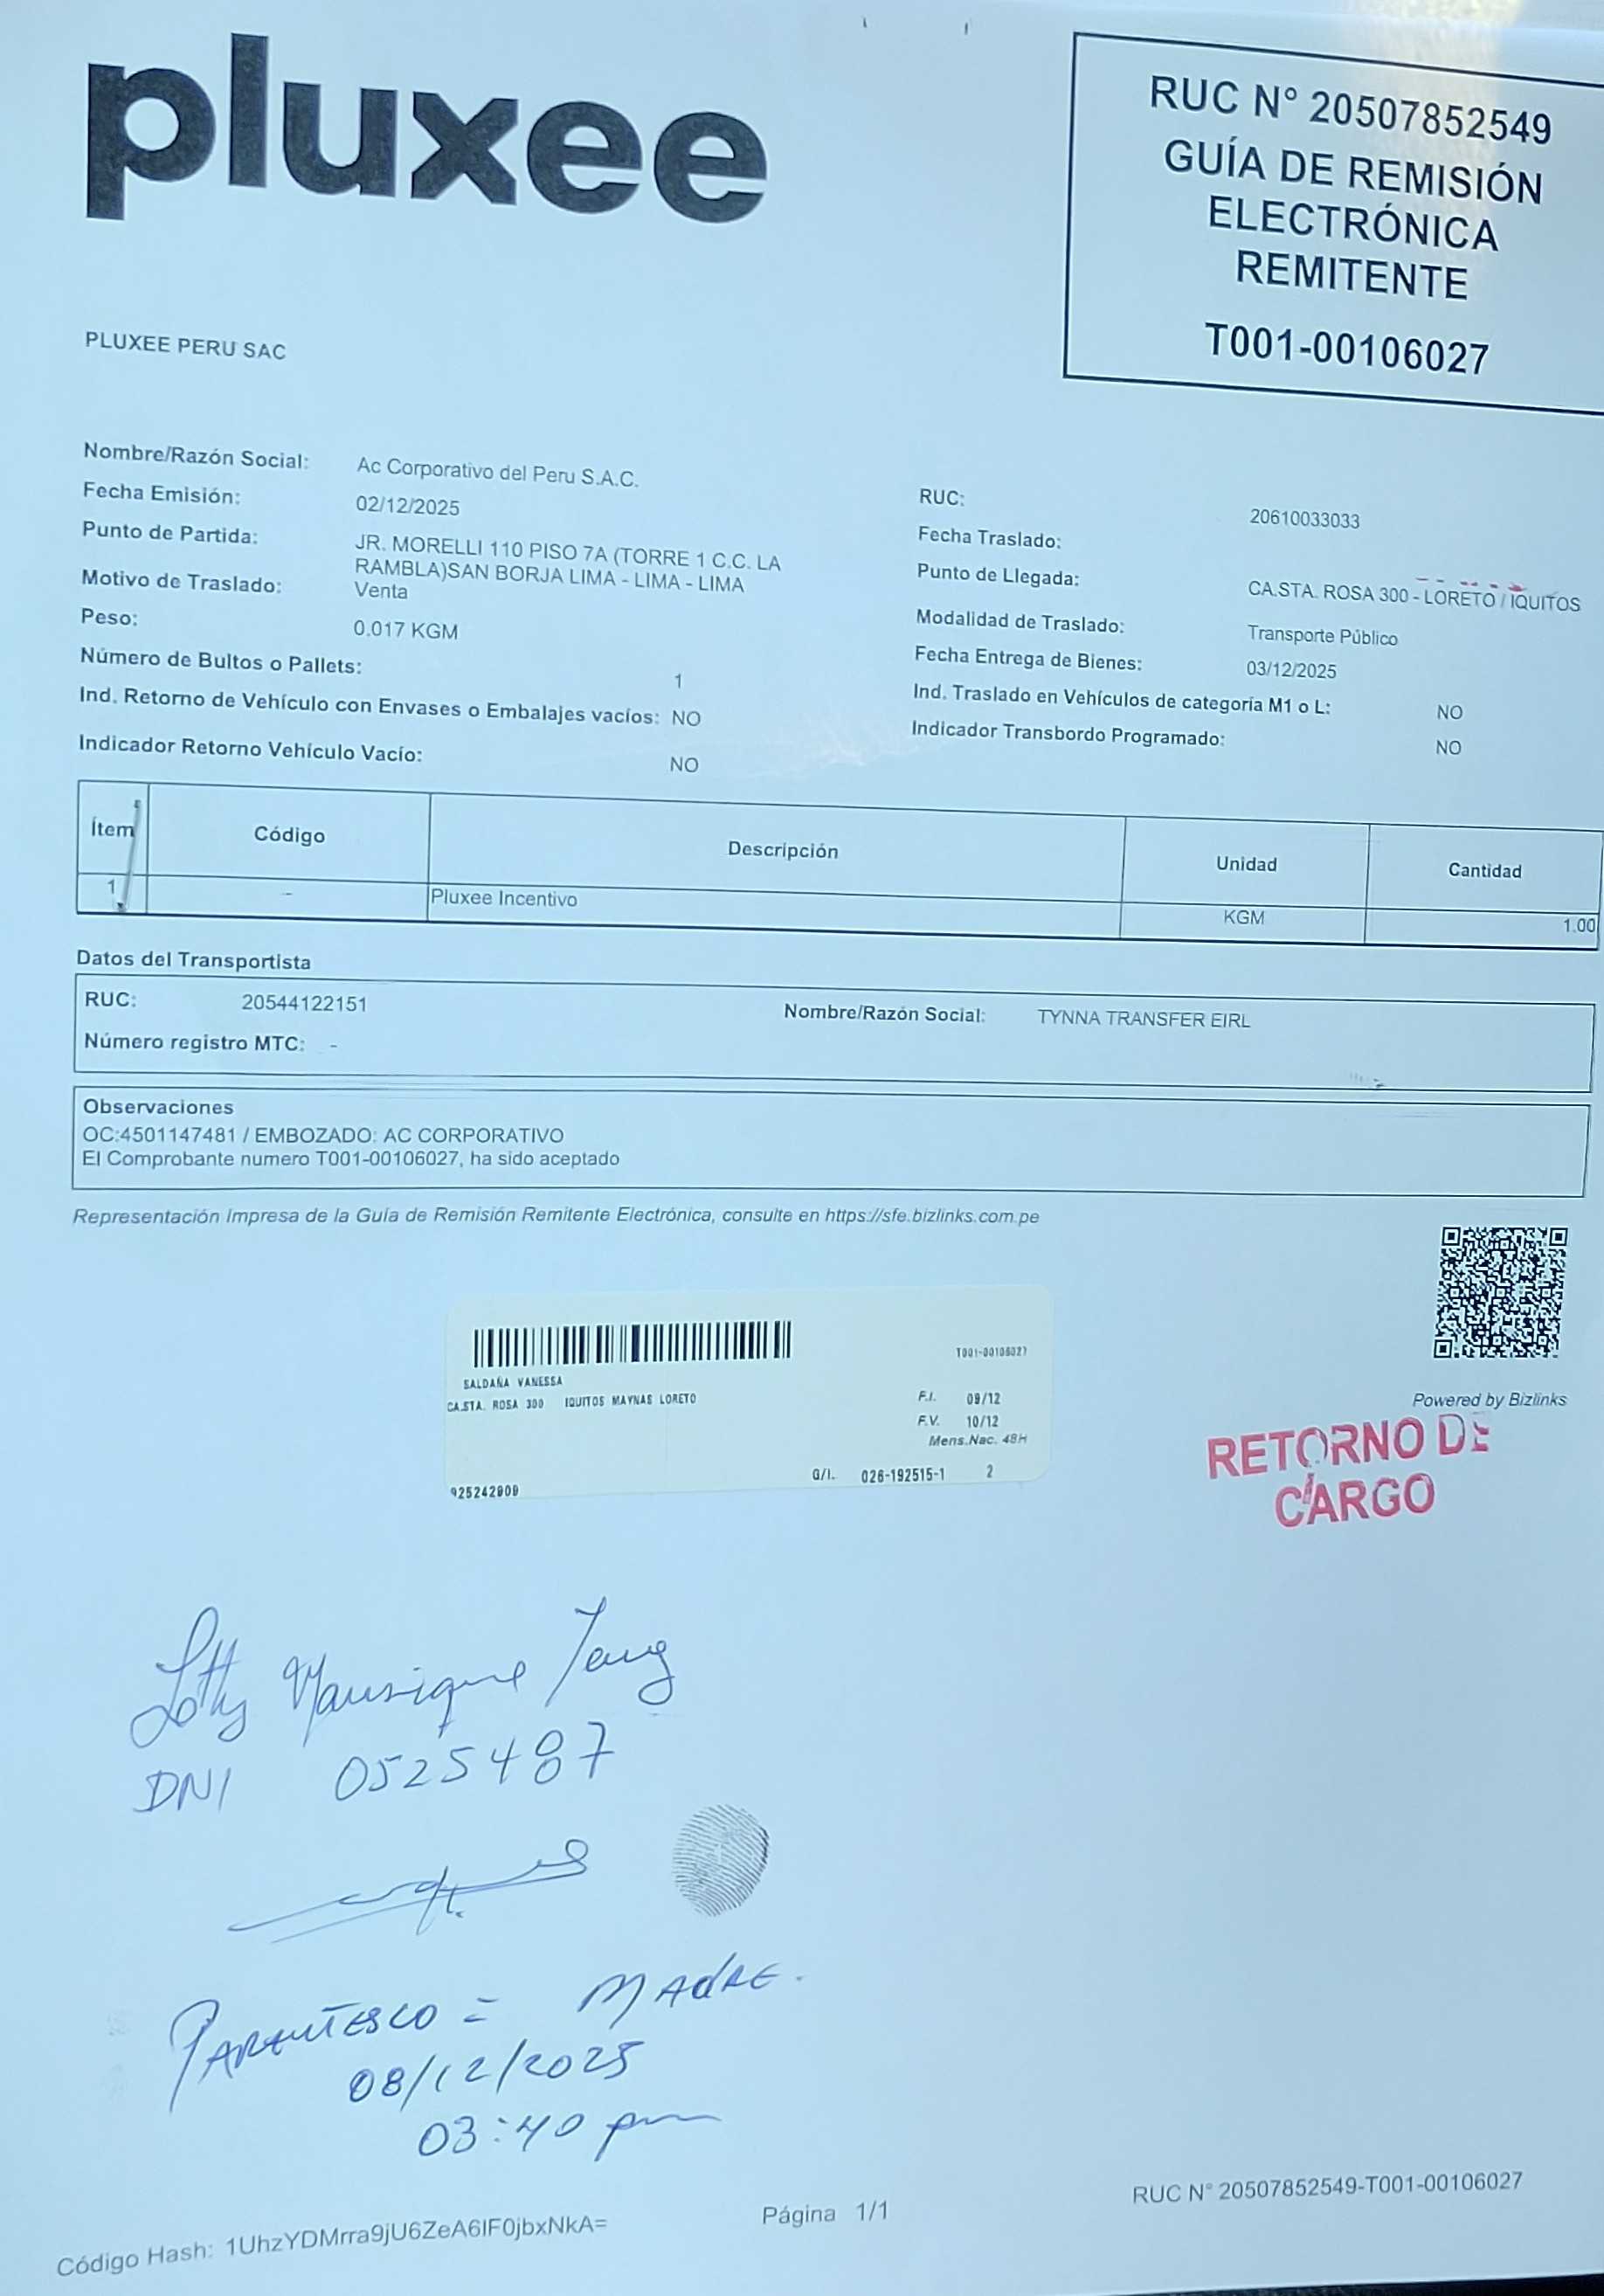 pluxee
RUC N° 20507852549
GUÍA DE REMISIÓN
ELECTRÓNICA
REMITENTE
T001-00106027
PLUXEE PERU SAC
Nombre/Razón Social: Ac Corporativo del Peru S.A.C.
Fecha Emisión: 02/12/2025
Punto de Partida: JR. MORELLI 110 PISO 7A (TORRE 1 C.C. LA
RAMBLA)SAN BORJA LIMA - LIMA - LIMA
Motivo de Traslado: Venta
Peso: 0.017 KGM
Número de Bultos o Pallets: 1
Ind. Retorno de Vehículo con Envases o Embalajes vacíos: NO
Indicador Retorno Vehículo Vacío: NO
RUC: 20610033033
Fecha Traslado:
Punto de Llegada: CA.STA. ROSA 300 - LORETO / IQUITOS
Modalidad de Traslado: Transporte Público
Fecha Entrega de Bienes: 03/12/2025
Ind. Traslado en Vehículos de categoría M1 o L: NO
Indicador Transbordo Programado: NO
Ítem Código Descripción Unidad Cantidad
1 - Pluxee Incentivo KGM 1.00
Datos del Transportista
RUC: 20544122151 Nombre/Razón Social: TYNNA TRANSFER EIRL
Número registro MTC: -
Observaciones
OC:4501147481 / EMBOZADO: AC CORPORATIVO
El Comprobante numero T001-00106027, ha sido aceptado
Representación Impresa de la Guía de Remisión Remitente Electrónica, consulte en https://sfe.bizlinks.com.pe
T001-00106027
SALDAÑA VANESSA
CA.STA. ROSA 300 IQUITOS MAYNAS LORETO
F.I. 09/12
F.V. 10/12
Mens.Nac. 48H
G/I. 026-192515-1 2
925242909
Powered by Bizlinks
RETORNO DE
CARGO
Lotty Manrique Tang
DNI 0525487
PARENTESCO = MADRE.
08/12/2025
03:40 pm
Código Hash: 1UhzYDMrra9jU6ZeA6IF0jbxNkA=
Página 1/1
RUC N° 20507852549-T001-00106027